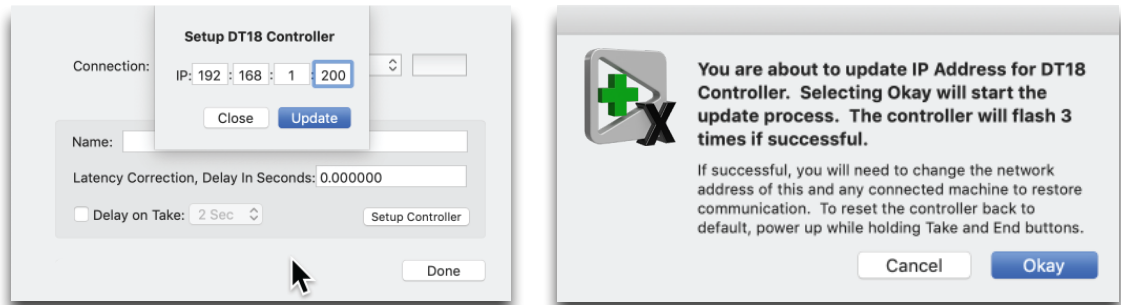 Setup DT18 Controller
Connection:
IP: 192 : 168 : 1 : 200
Close Update
Name:
Latency Correction, Delay In Seconds: 0.000000
Delay on Take: 2 Sec Setup Controller
Done
You are about to update IP Address for DT18
Controller. Selecting Okay will start the
update process. The controller will flash 3
times if successful.
If successful, you will need to change the network
address of this and any connected machine to restore
communication. To reset the controller back to
default, power up while holding Take and End buttons.
Cancel Okay